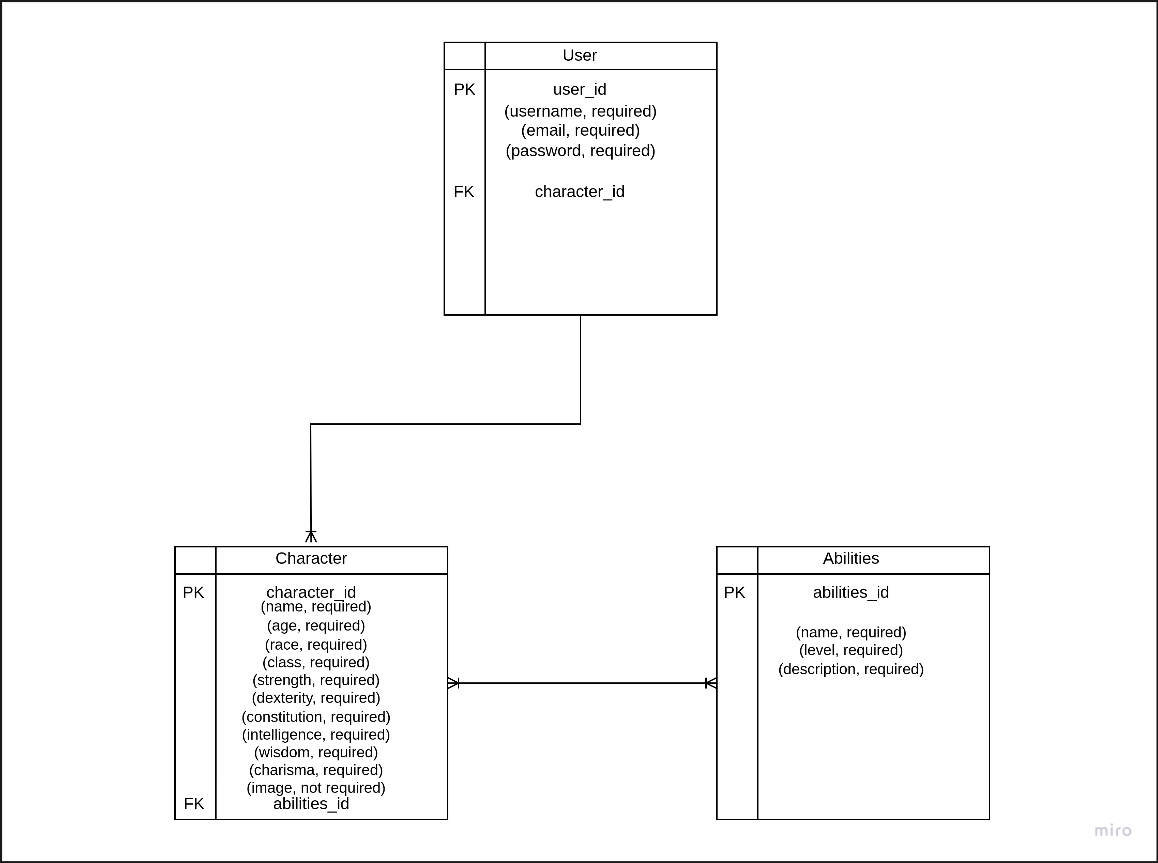 User
PK user_id
(username, required)
(email, required)
(password, required)
FK character_id
Character
PK character_id
(name, required)
(age, required)
(race, required)
(class, required)
(strength, required)
(dexterity, required)
(constitution, required)
(intelligence, required)
(wisdom, required)
(charisma, required)
(image, not required)
FK abilities_id
Abilities
PK abilities_id
(name, required)
(level, required)
(description, required)
miro